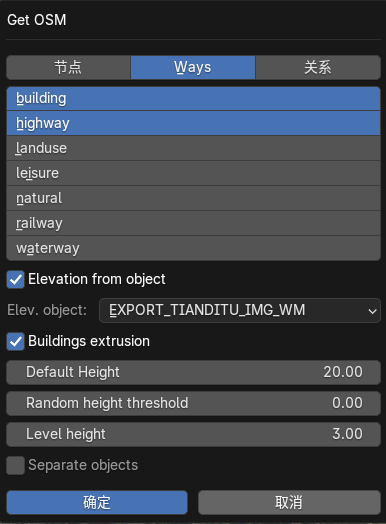 Get OSM
节点 Ways 关系
building
highway
landuse
leisure
natural
railway
waterway
Elevation from object
Elev. object: EXPORT_TIANDITU_IMG_WM
Buildings extrusion
Default Height 20.00
Random height threshold 0.00
Level height 3.00
Separate objects
确定 取消